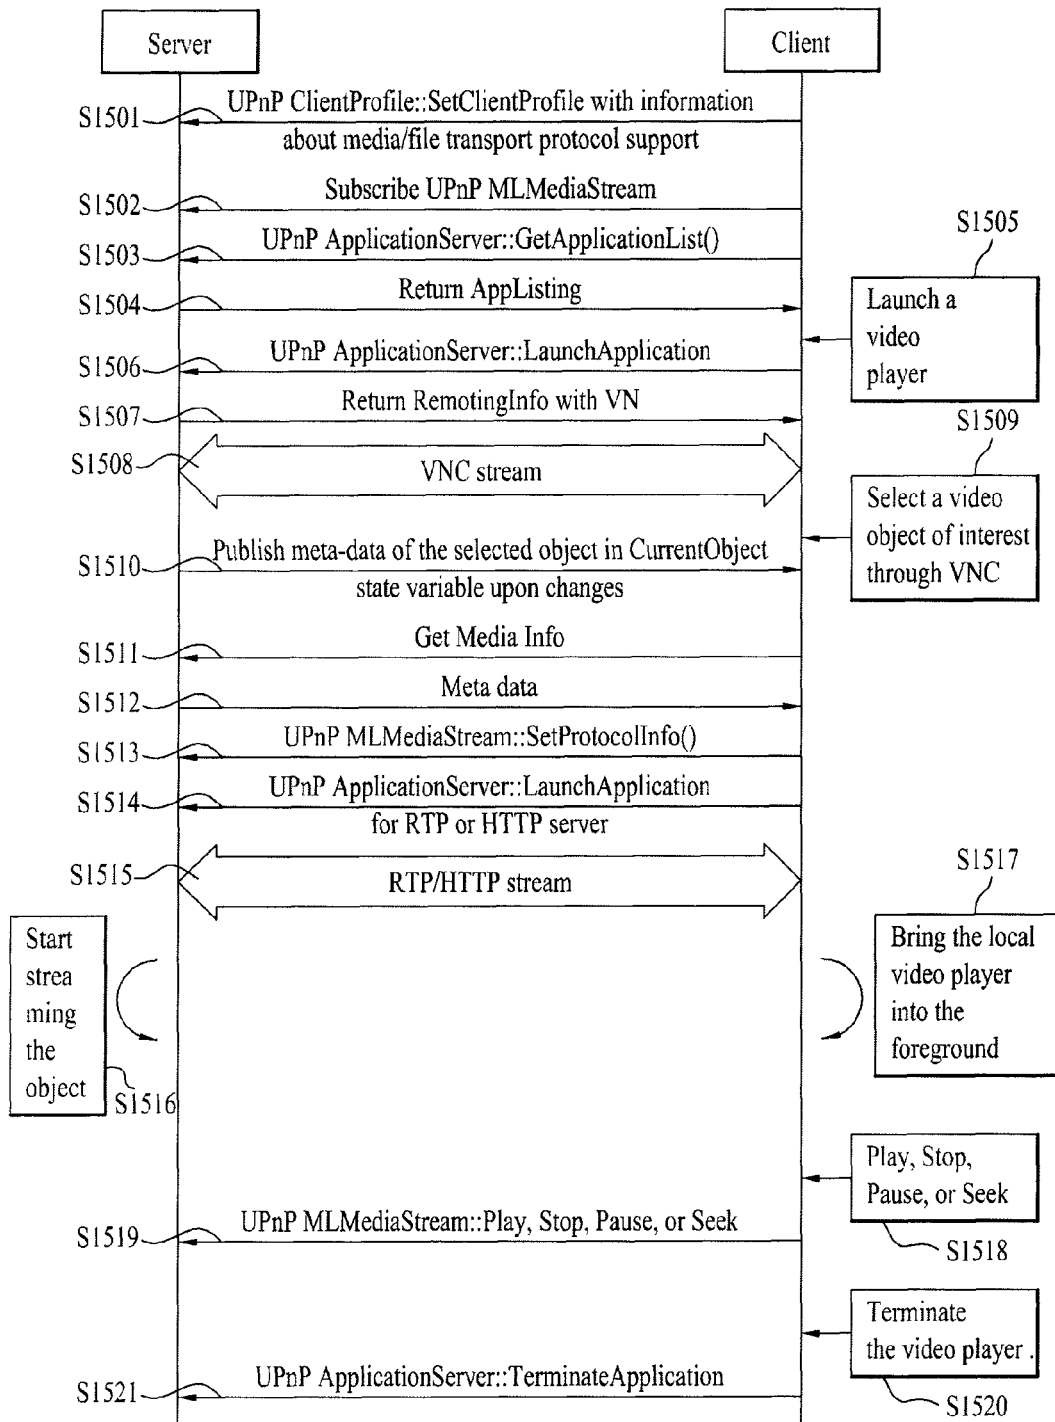 Server
Client
UPnP ClientProfile::SetClientProfile with information
S1501
about media/file transport protocol support
Subscribe UPnP MLMediaStream
S1502
UPnP ApplicationServer::GetApplicationList()
S1503
S1505
Return AppListing
S1504
Launch a
video
player
UPnP ApplicationServer::LaunchApplication
S1506
Return RemotingInfo with VN
S1507
S1509
S1508
VNC stream
Select a video
object of interest
through VNC
Publish meta-data of the selected object in CurrentObject
S1510
state variable upon changes
Get Media Info
S1511
Meta data
S1512
UPnP MLMediaStream::SetProtocolInfo()
S1513
UPnP ApplicationServer::LaunchApplication
S1514
for RTP or HTTP server
S1515
RTP/HTTP stream
S1517
Start
strea
ming
the
object
S1516
Bring the local
video player
into the
foreground
Play, Stop,
Pause, or Seek
S1518
UPnP MLMediaStream::Play, Stop, Pause, or Seek
S1519
Terminate
the video player .
S1520
UPnP ApplicationServer::TerminateApplication
S1521